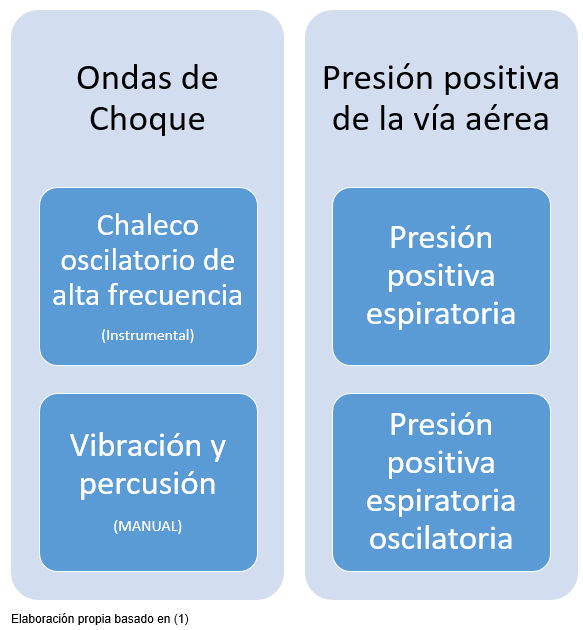 Ondas de
Choque
Chaleco
oscilatorio de
alta frecuencia
(Instrumental)
Vibración y
percusión
(MANUAL)
Presión positiva
de la vía aérea
Presión
positiva
espiratoria
Presión
positiva
espiratoria
oscilatoria
Elaboración propia basado en (1)